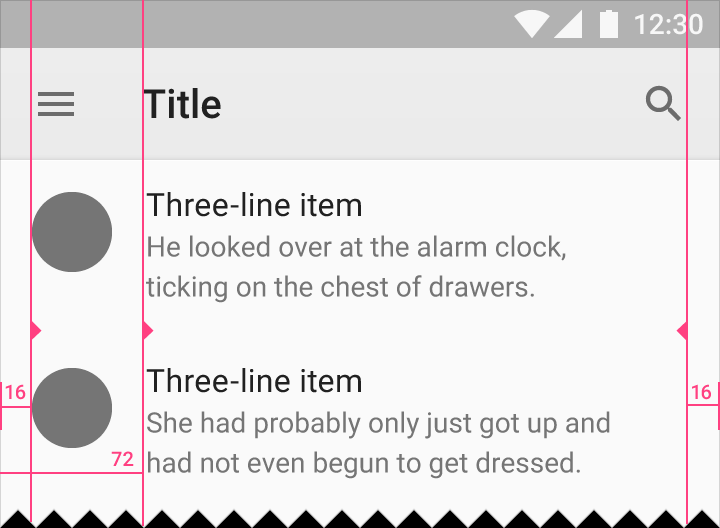 12:30
Title
Three-line item
He looked over at the alarm clock,
ticking on the chest of drawers.
Three-line item
16
16
She had probably only just got up and
72
had not even begun to get dressed.